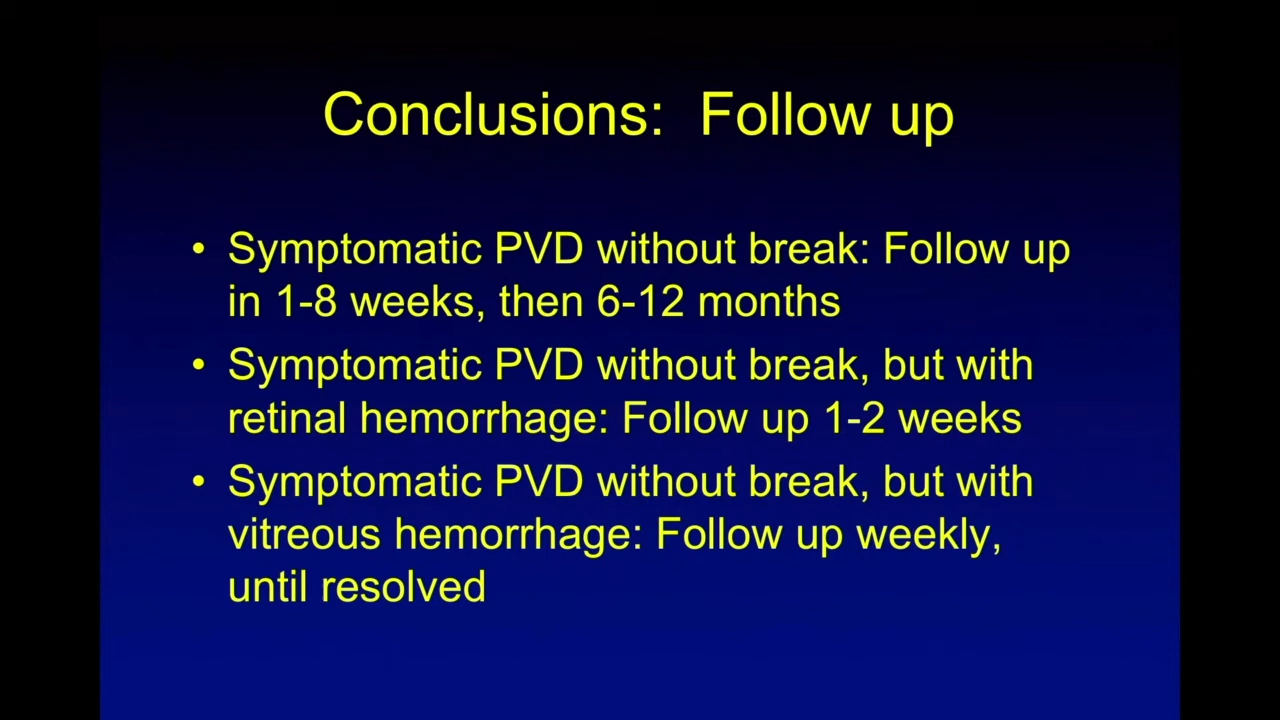 Conclusions:  Follow up
• Symptomatic PVD without break: Follow up
in 1-8 weeks, then 6-12 months
• Symptomatic PVD without break, but with
retinal hemorrhage: Follow up 1-2 weeks
• Symptomatic PVD without break, but with
vitreous hemorrhage: Follow up weekly,
until resolved